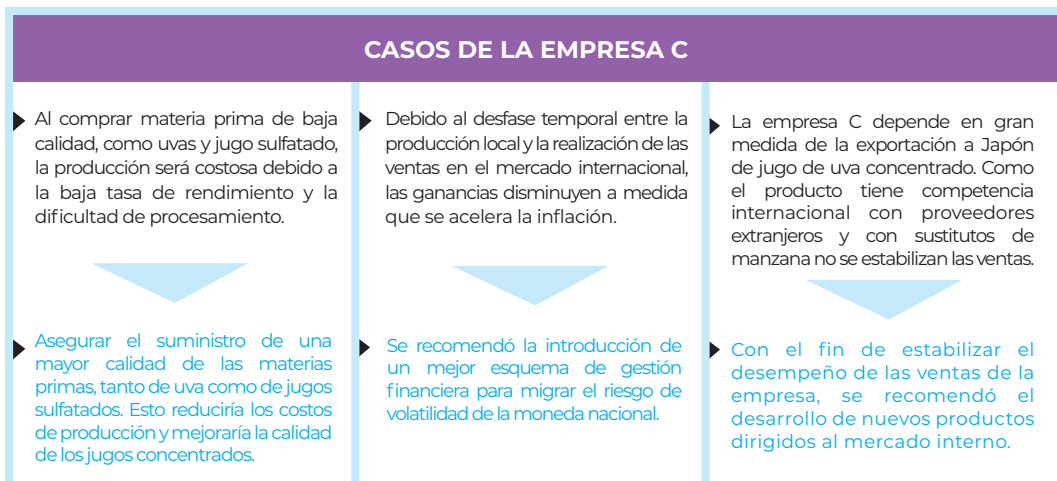 CASOS DE LA EMPRESA C
Al comprar materia prima de baja
calidad, como uvas y jugo sulfatado,
la producción será costosa debido a
la baja tasa de rendimiento y la
dificultad de procesamiento.
Asegurar el suministro de una
mayor calidad de las materias
primas, tanto de uva como de jugos
sulfatados. Esto reduciría los costos
de producción y mejoraría la calidad
de los jugos concentrados.
Debido al desfase temporal entre la
producción local y la realización de las
ventas en el mercado internacional,
las ganancias disminuyen a medida
que se acelera la inflación.
Se recomendó la introducción de
un mejor esquema de gestión
financiera para migrar el riesgo de
volatilidad de la moneda nacional.
La empresa C depende en gran
medida de la exportación a Japón
de jugo de uva concentrado. Como
el producto tiene competencia
internacional con proveedores
extranjeros y con sustitutos de
manzana no se estabilizan las ventas.
Con el fin de estabilizar el
desempeño de las ventas de la
empresa, se recomendó el
desarrollo de nuevos productos
dirigidos al mercado interno.